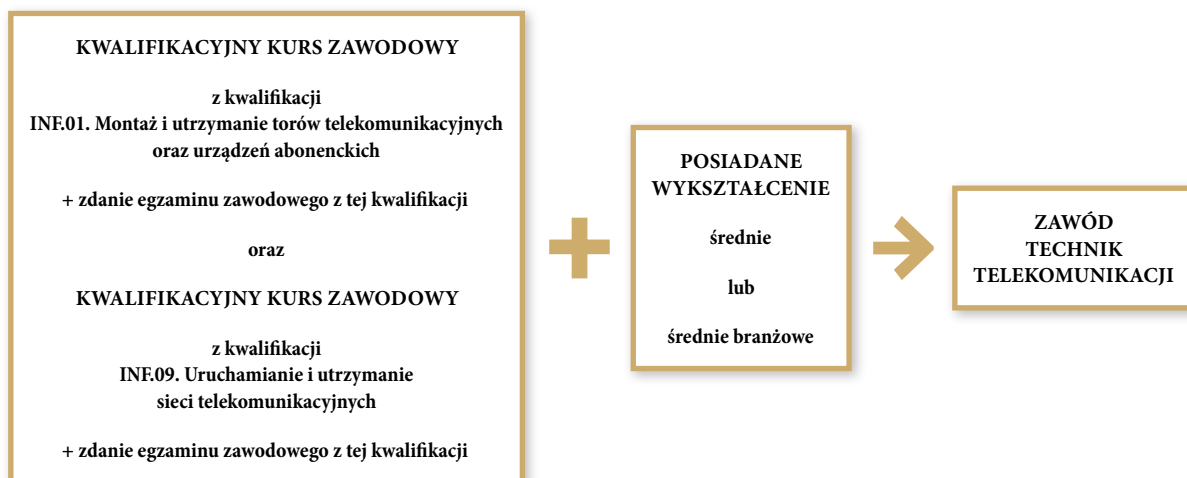 KWALIFIKACYJNY KURS ZAWODOWY
z kwalifikacji
INF.01. Montaż i utrzymanie torów telekomunikacyjnych
oraz urządzeń abonenckich
+ zdanie egzaminu zawodowego z tej kwalifikacji
oraz
KWALIFIKACYJNY KURS ZAWODOWY
z kwalifikacji
INF.09. Uruchamianie i utrzymanie
sieci telekomunikacyjnych
+ zdanie egzaminu zawodowego z tej kwalifikacji
POSIADANE
WYKSZTAŁCENIE
średnie
lub
średnie branżowe
ZAWÓD
TECHNIK
TELEKOMUNIKACJI